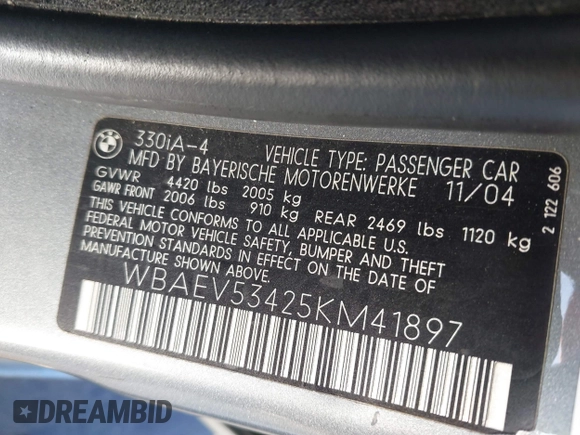 330iA-4 VEHICLE TYPE: PASSENGER CAR
MFD BY BAYERISCHE MOTORENWERKE 11/04
GVWR 4420 lbs 2005 kg
GAWR FRONT 2006 lbs 910 kg REAR 2469 lbs 1120 kg
THIS VEHICLE CONFORMS TO ALL APPLICABLE U.S.
FEDERAL MOTOR VEHICLE SAFETY, BUMPER AND THEFT
PREVENTION STANDARDS IN EFFECT ON THE DATE OF
MANUFACTURE SHOWN ABOVE.
WBAEV53425KM41897
2 122 606
DREAMBID